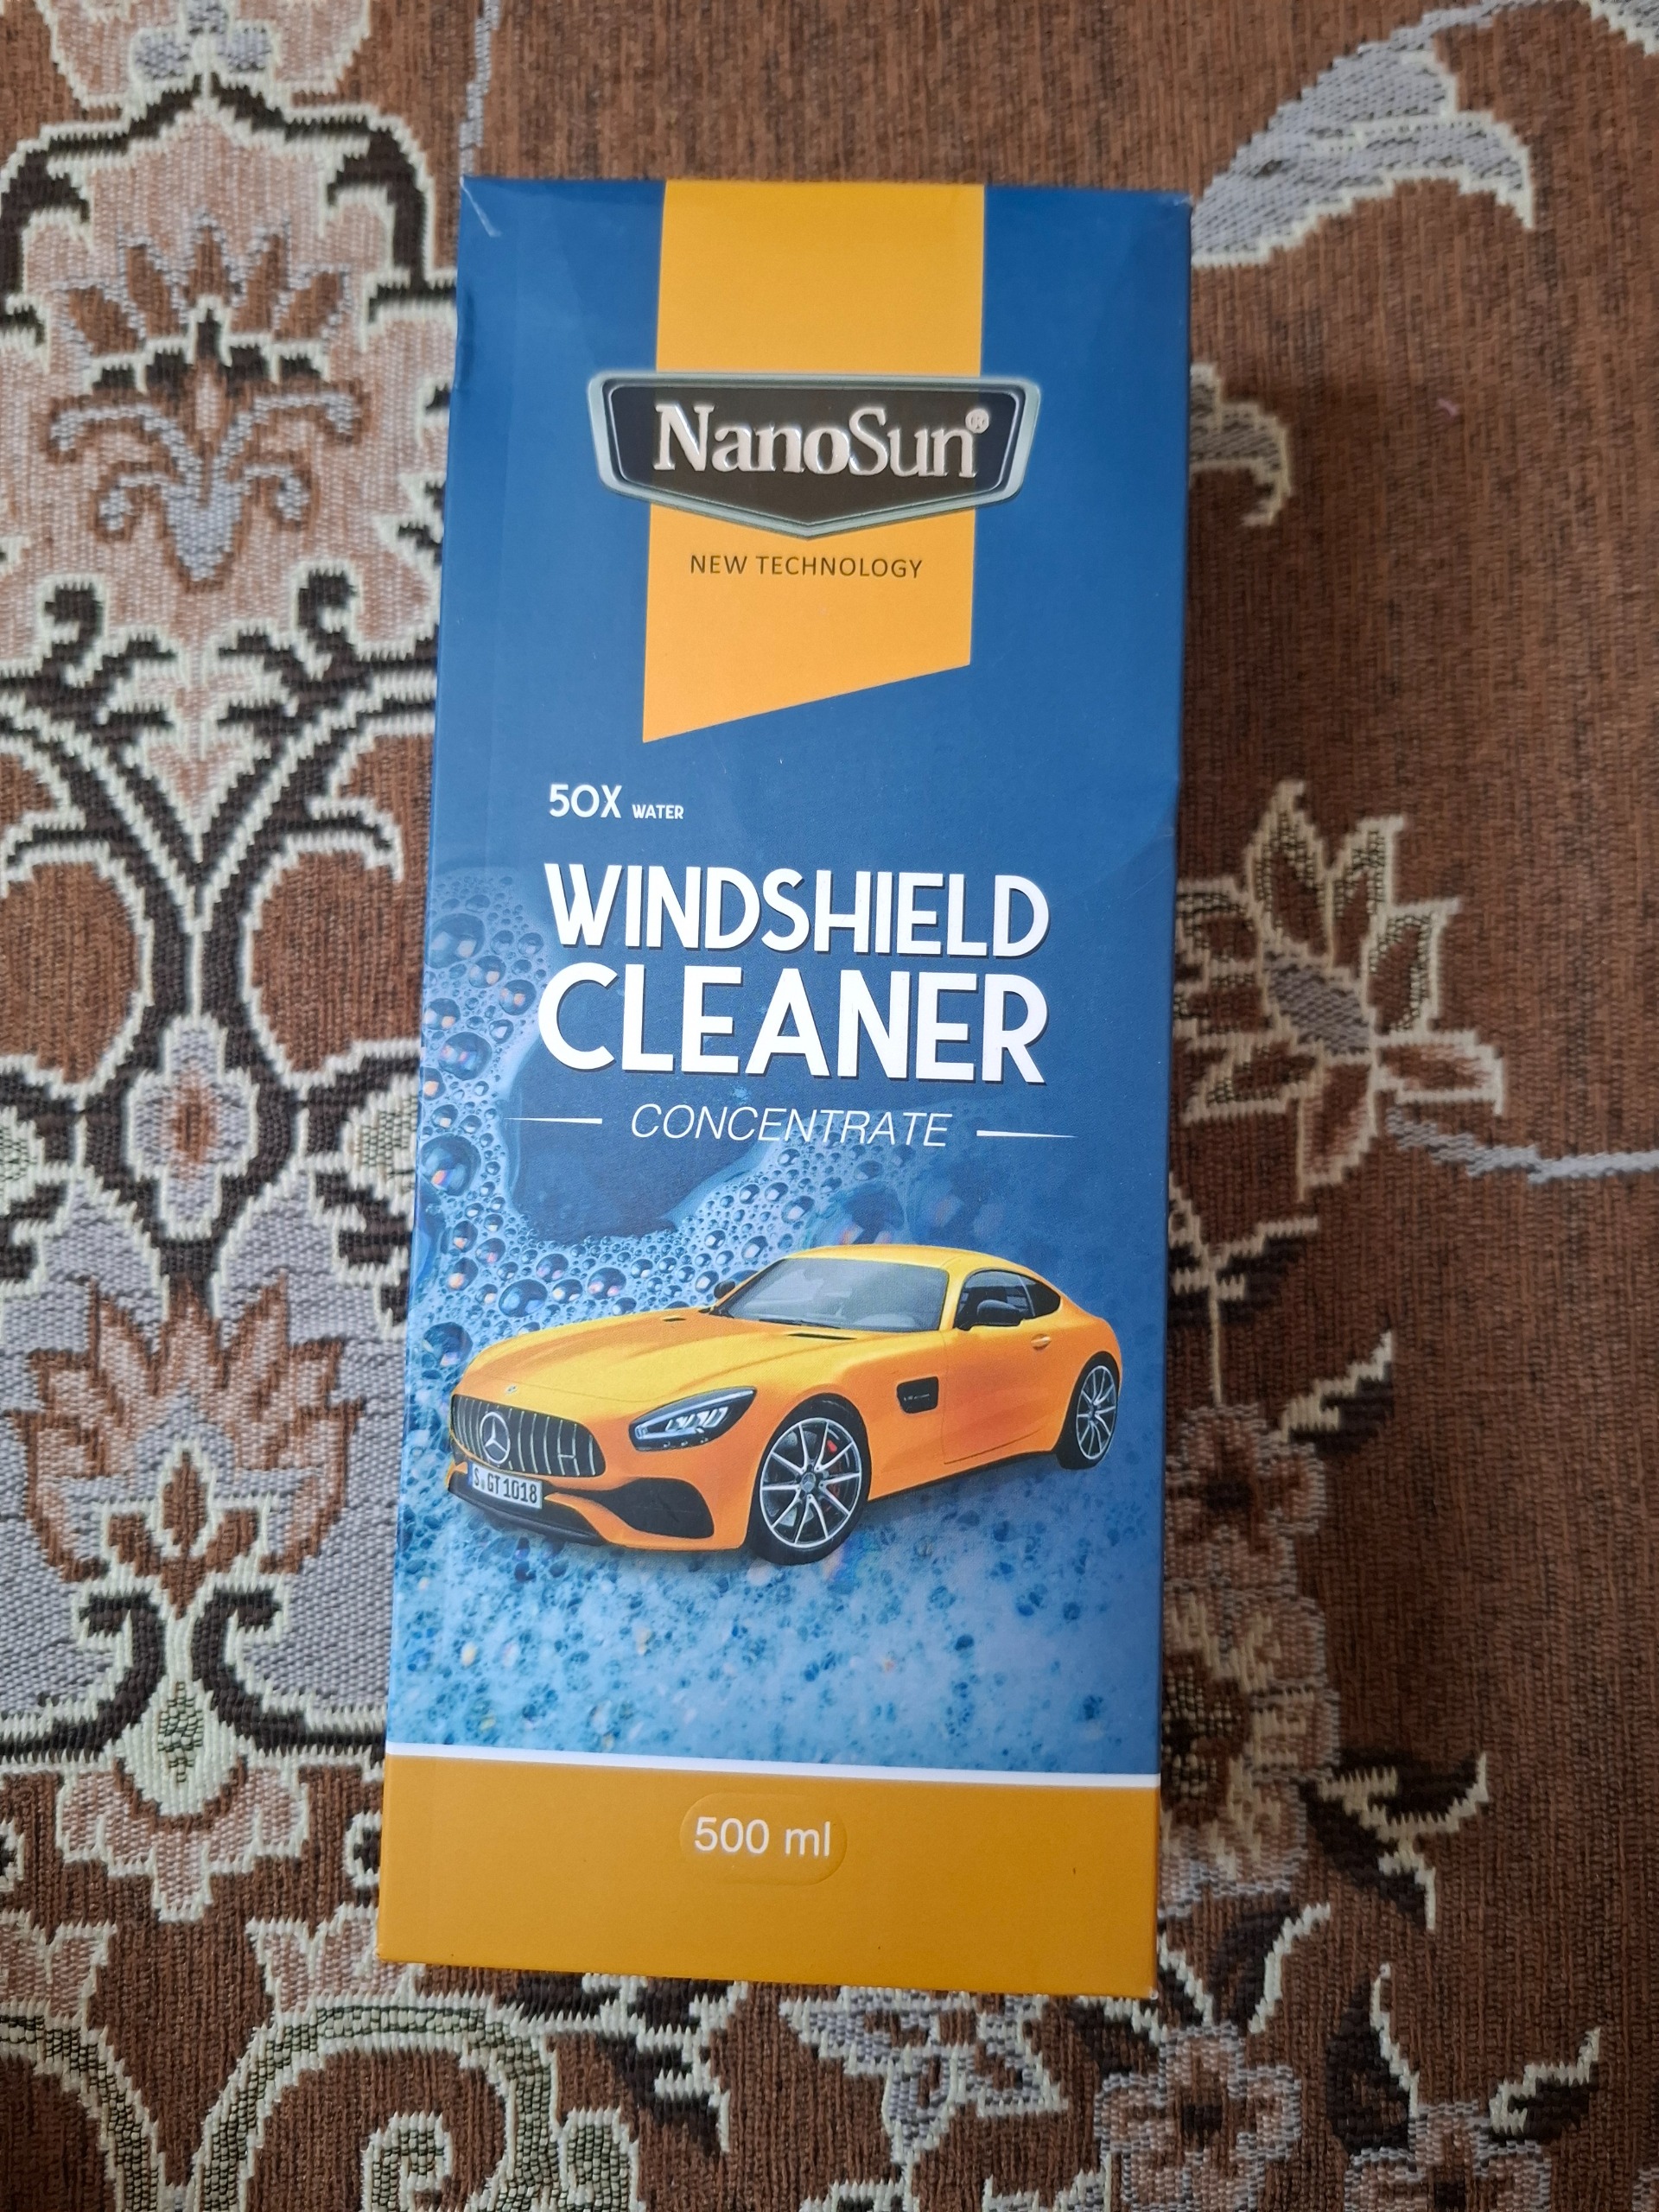 NanoSun®
NEW TECHNOLOGY
50X WATER
WINDSHIELD
CLEANER
CONCENTRATE
S GT 1018
500 ml